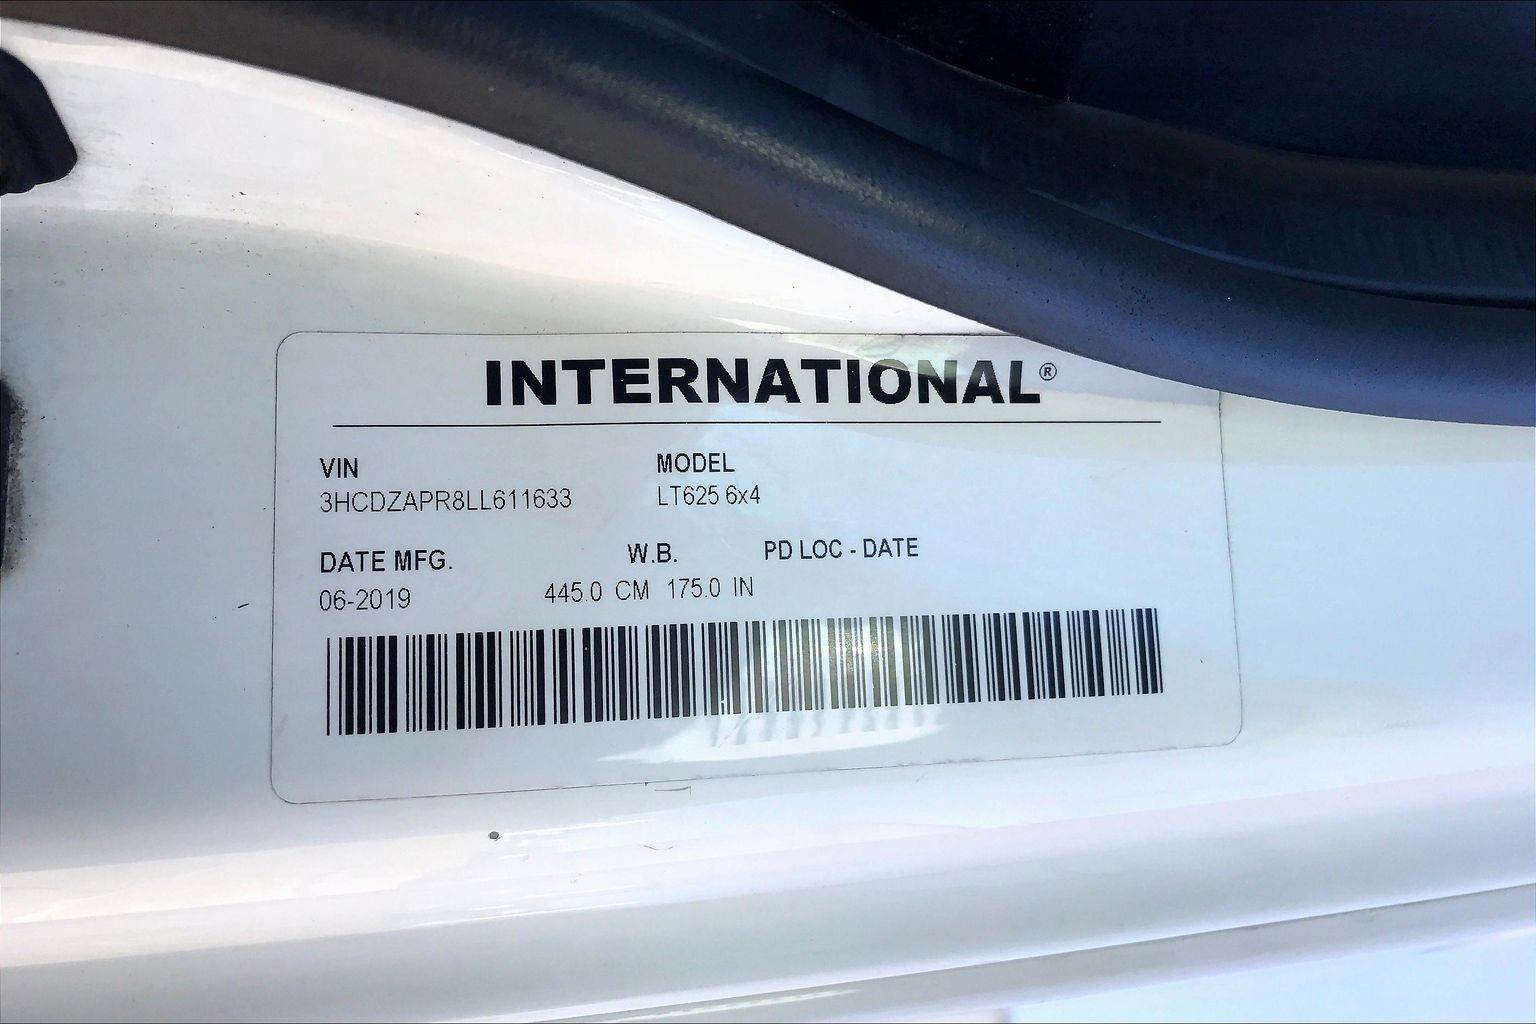 INTERNATIONAL®
VIN MODEL
3HCDZAPR8LL611633 LT625 6x4
DATE MFG. W.B. PD LOC - DATE
06-2019 445.0 CM 175.0 IN